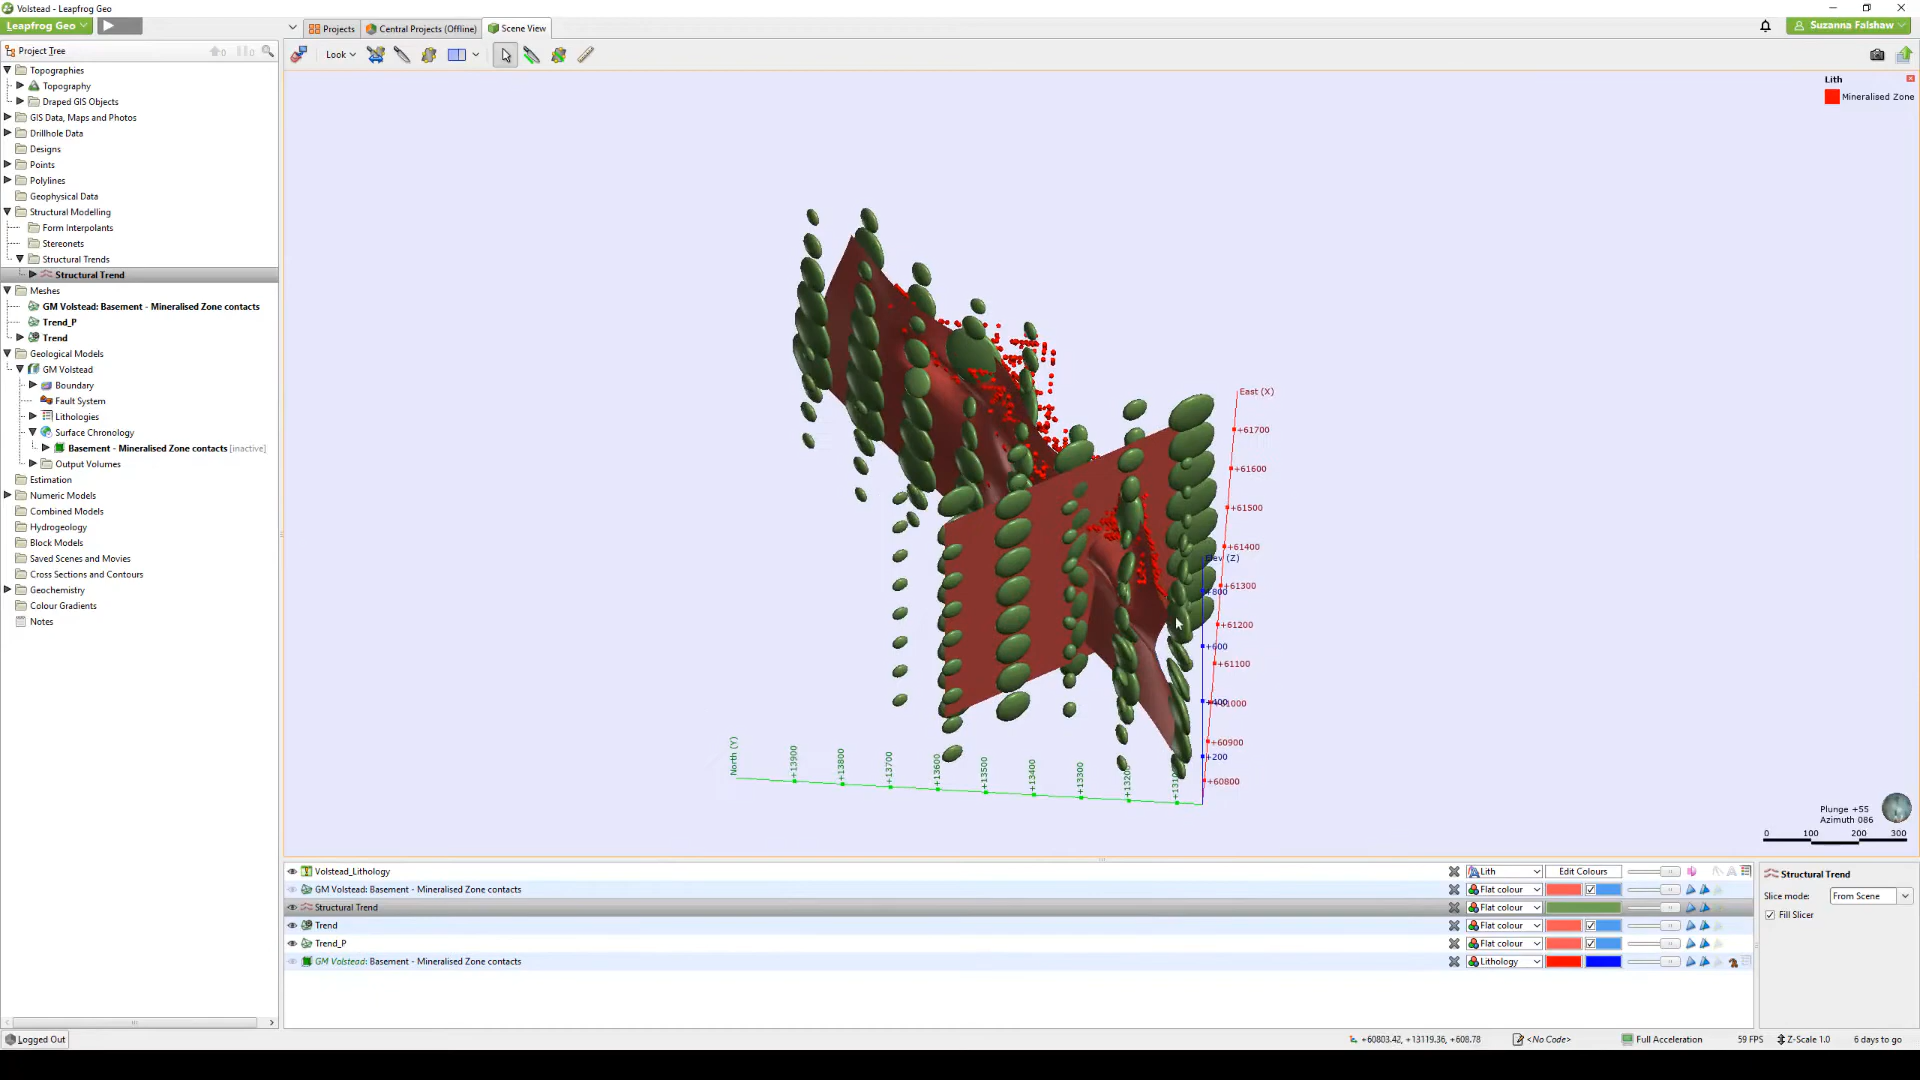 Volstead - Leapfrog Geo
Leapfrog Geo
Projects
Central Projects (Offline)
Scene View
Suzanna Falshaw
Project Tree
Look
Topographies
Topography
Draped GIS Objects
GIS Data, Maps and Photos
Drillhole Data
Designs
Points
Polylines
Geophysical Data
Structural Modelling
Form Interpolants
Stereonets
Structural Trends
Structural Trend
Meshes
GM Volstead: Basement - Mineralised Zone contacts
Trend_P
Trend
Geological Models
GM Volstead
Boundary
Fault System
Lithologies
Surface Chronology
Basement - Mineralised Zone contacts [inactive]
Output Volumes
Estimation
Numeric Models
Combined Models
Hydrogeology
Block Models
Saved Scenes and Movies
Cross Sections and Contours
Geochemistry
Colour Gradients
Notes
Lith
Mineralised Zone
East (X)
+61700
+61600
+61500
+61400
Elev (Z)
+61300
+800
+61200
+600
+61100
+400
+61000
+60900
+200
+60800
North (Y)
+13900
+13800
+13700
+13600
+13500
+13400
+13300
+13200
Plunge +55
Azimuth 086
0 100 200 300
Volstead_Lithology
Lith
Edit Colours
GM Volstead: Basement - Mineralised Zone contacts
Flat colour
Structural Trend
Flat colour
Trend
Flat colour
Trend_P
Flat colour
GM Volstead: Basement - Mineralised Zone contacts
Lithology
Structural Trend
Slice mode: From Scene
Fill Slicer
Logged Out
+60803.42, +13119.36, +608.78
<No Code>
Full Acceleration
59 FPS
Z-Scale 1.0
6 days to go